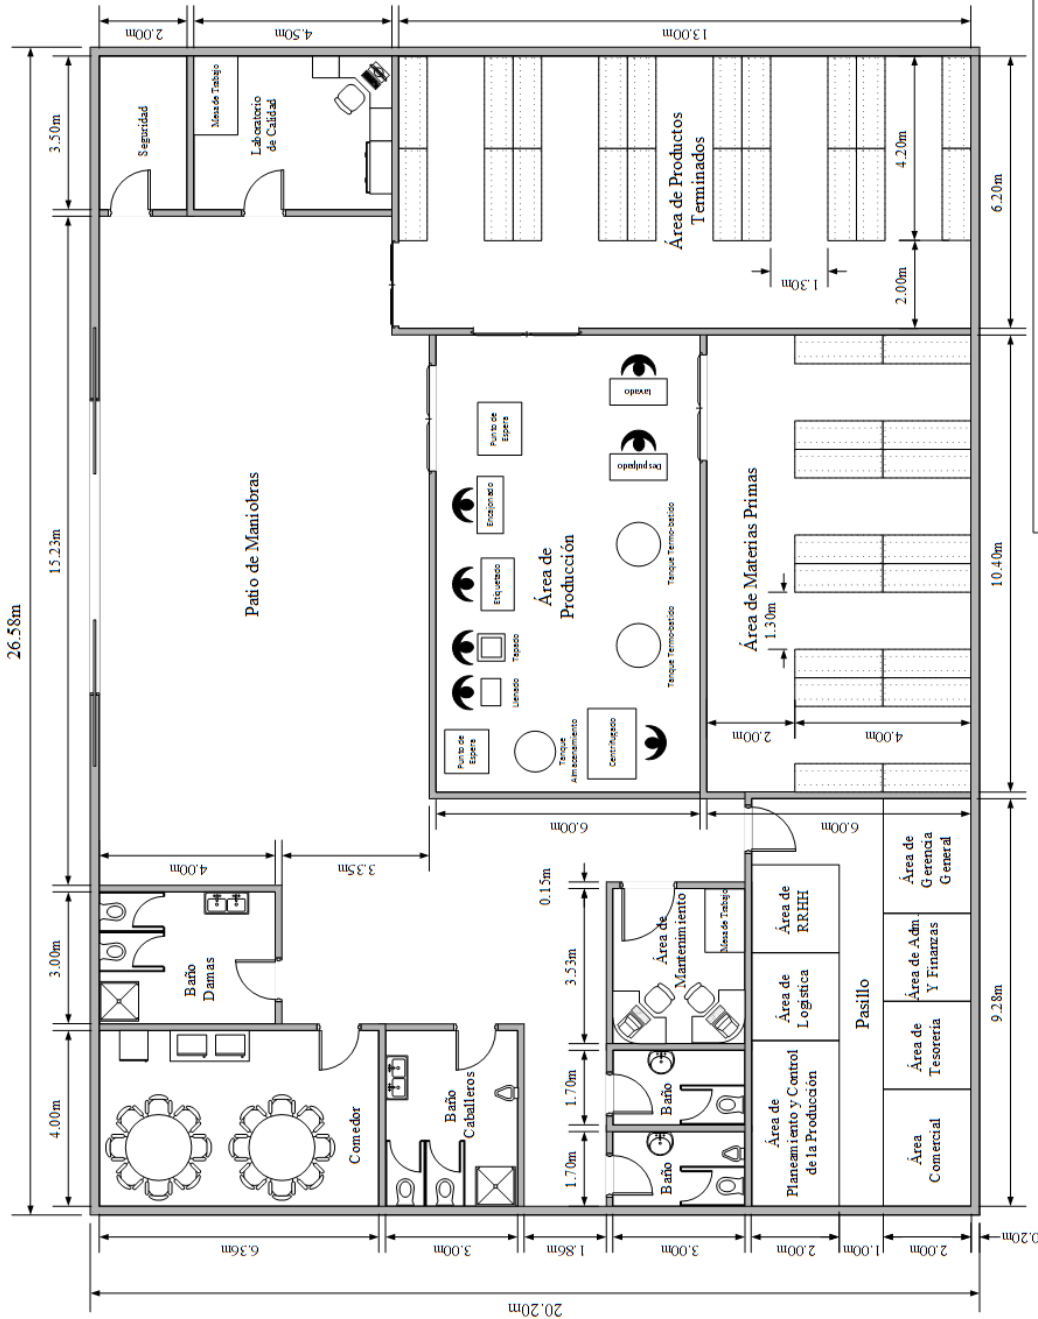 2.00m
4.50m
13.00m
26.58m
3.50m
15.23m
3.00m
4.00m
Seguridad
Mesa de Trabajo
Laboratorio
de Calidad
Área de Productos
Terminados
4.20m
6.20m
2.00m
1.30m
Patio de Maniobras
lavado
Punto de
Espera
Despulpado
Encajonado
Área de
Producción
Tanque Termo-batido
Etiquetado
Tapado
Tanque Termo-batido
Llenado
Punto de
Espera
Tanque
Almacenamiento
Centrifugado
Área de Materias Primas
1.30m
10.40m
2.00m
4.00m
4.00m
3.35m
6.00m
6.00m
0.15m
Baño
Damas
3.53m
Área de
Mantenimiento
Mesa de Trabajo
Área de
RRHH
Área de
Gerencia
General
Área de
Logística
Área de Adm.
Y Finanzas
Pasillo
9.28m
Área de
Tesorería
Área de
Planeamiento y Control
de la Producción
Área
Comercial
Comedor
Baño
Caballeros
1.70m
Baño
1.70m
Baño
6.36m
3.00m
1.86m
3.00m
2.00m
1.00m
2.00m
0.20m
20.20m